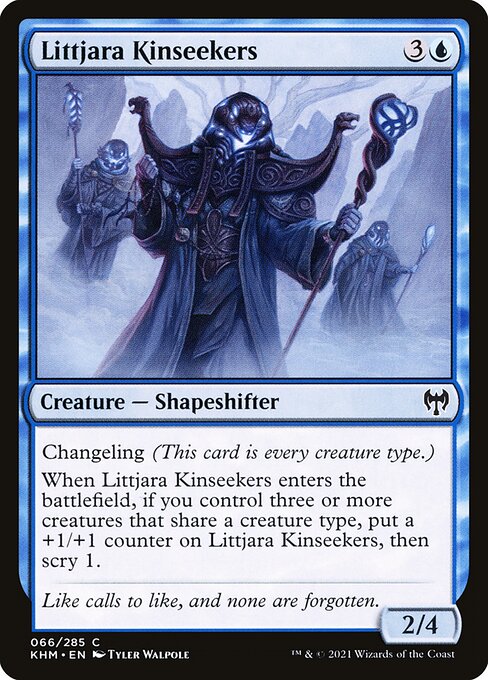 Littjara Kinseekers 3
Creature — Shapeshifter
Changeling (This card is every creature type.)
When Littjara Kinseekers enters the
battlefield, if you control three or more
creatures that share a creature type, put a
+1/+1 counter on Littjara Kinseekers, then
scry 1.
Like calls to like, and none are forgotten.
2/4
066/285 C
KHM • EN Tyler Walpole
™ & © 2021 Wizards of the Coast